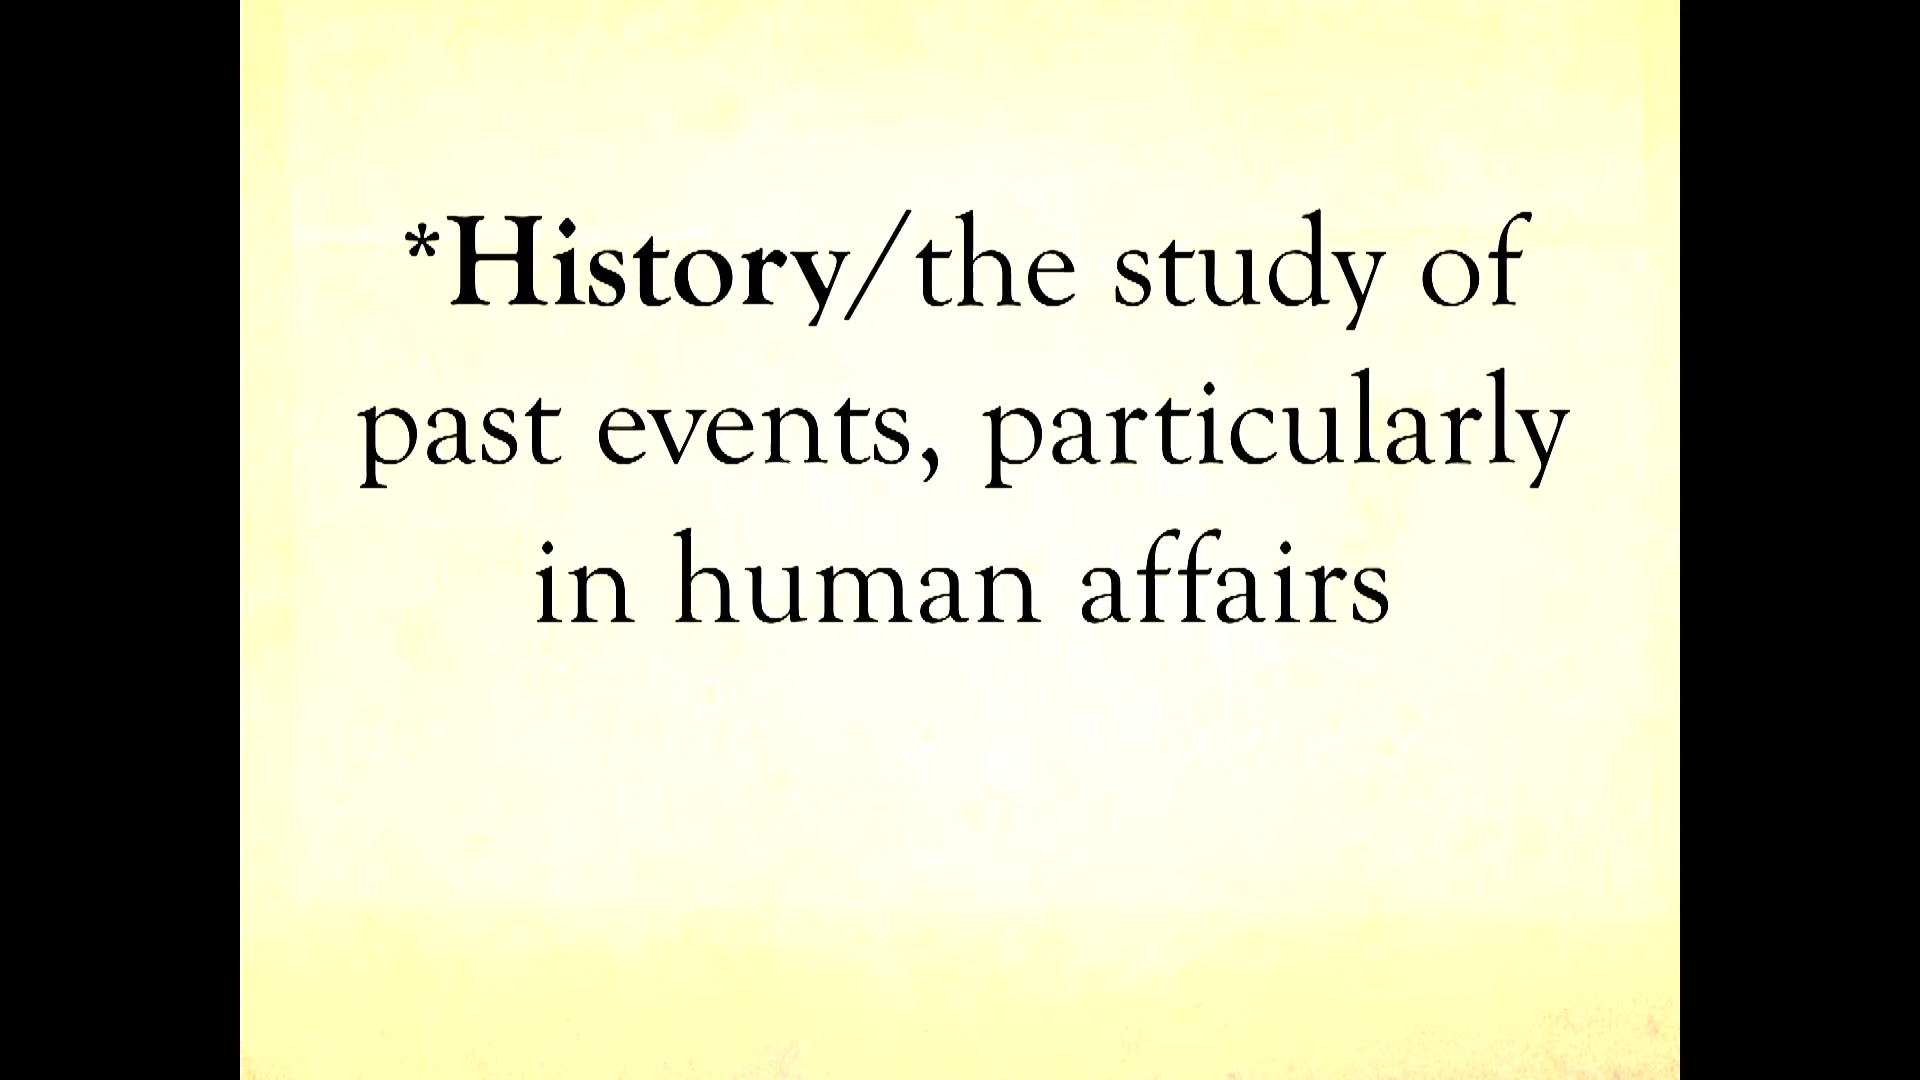 *History/the study of
past events, particularly
in human affairs